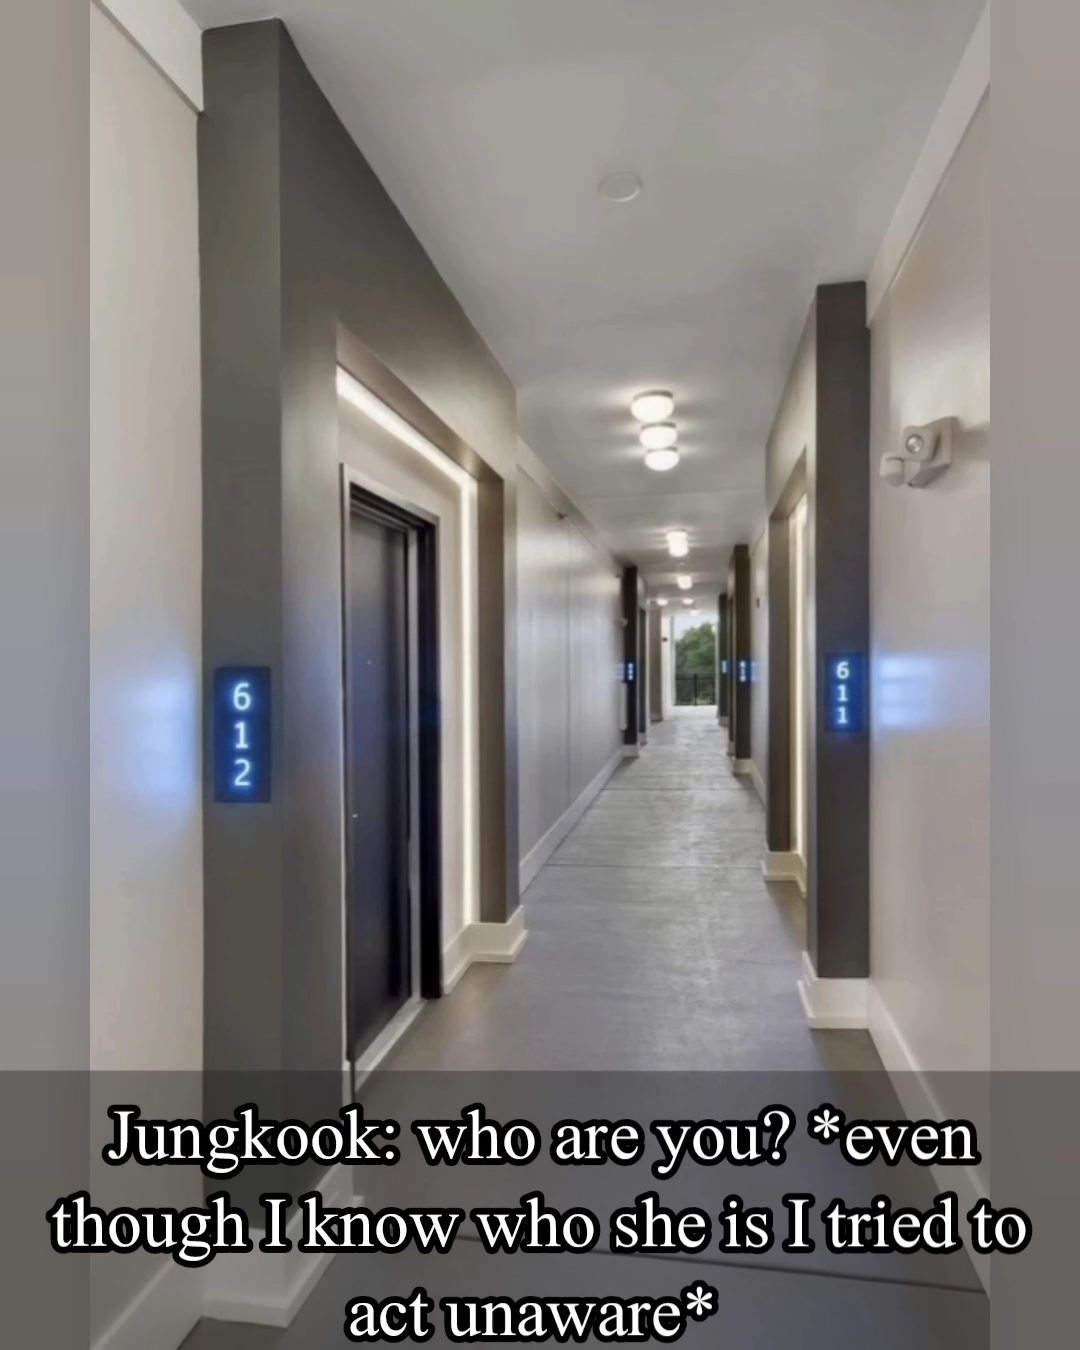 6
1
2
6
1
1
Jungkook: who are you? *even
though I know who she is I tried to
act unaware*